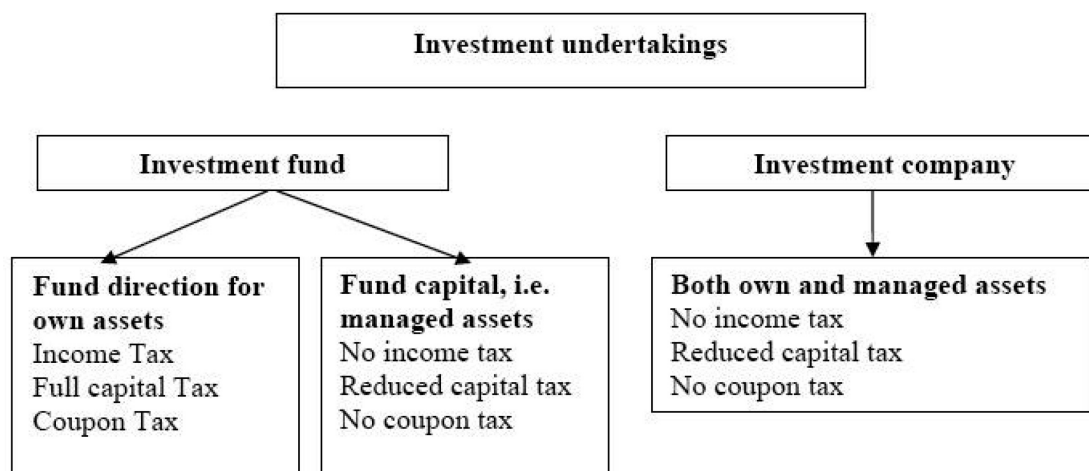 Investment undertakings
Investment fund
Investment company
Fund direction for
own assets
Income Tax
Full capital Tax
Coupon Tax
Fund capital, i.e.
managed assets
No income tax
Reduced capital tax
No coupon tax
Both own and managed assets
No income tax
Reduced capital tax
No coupon tax